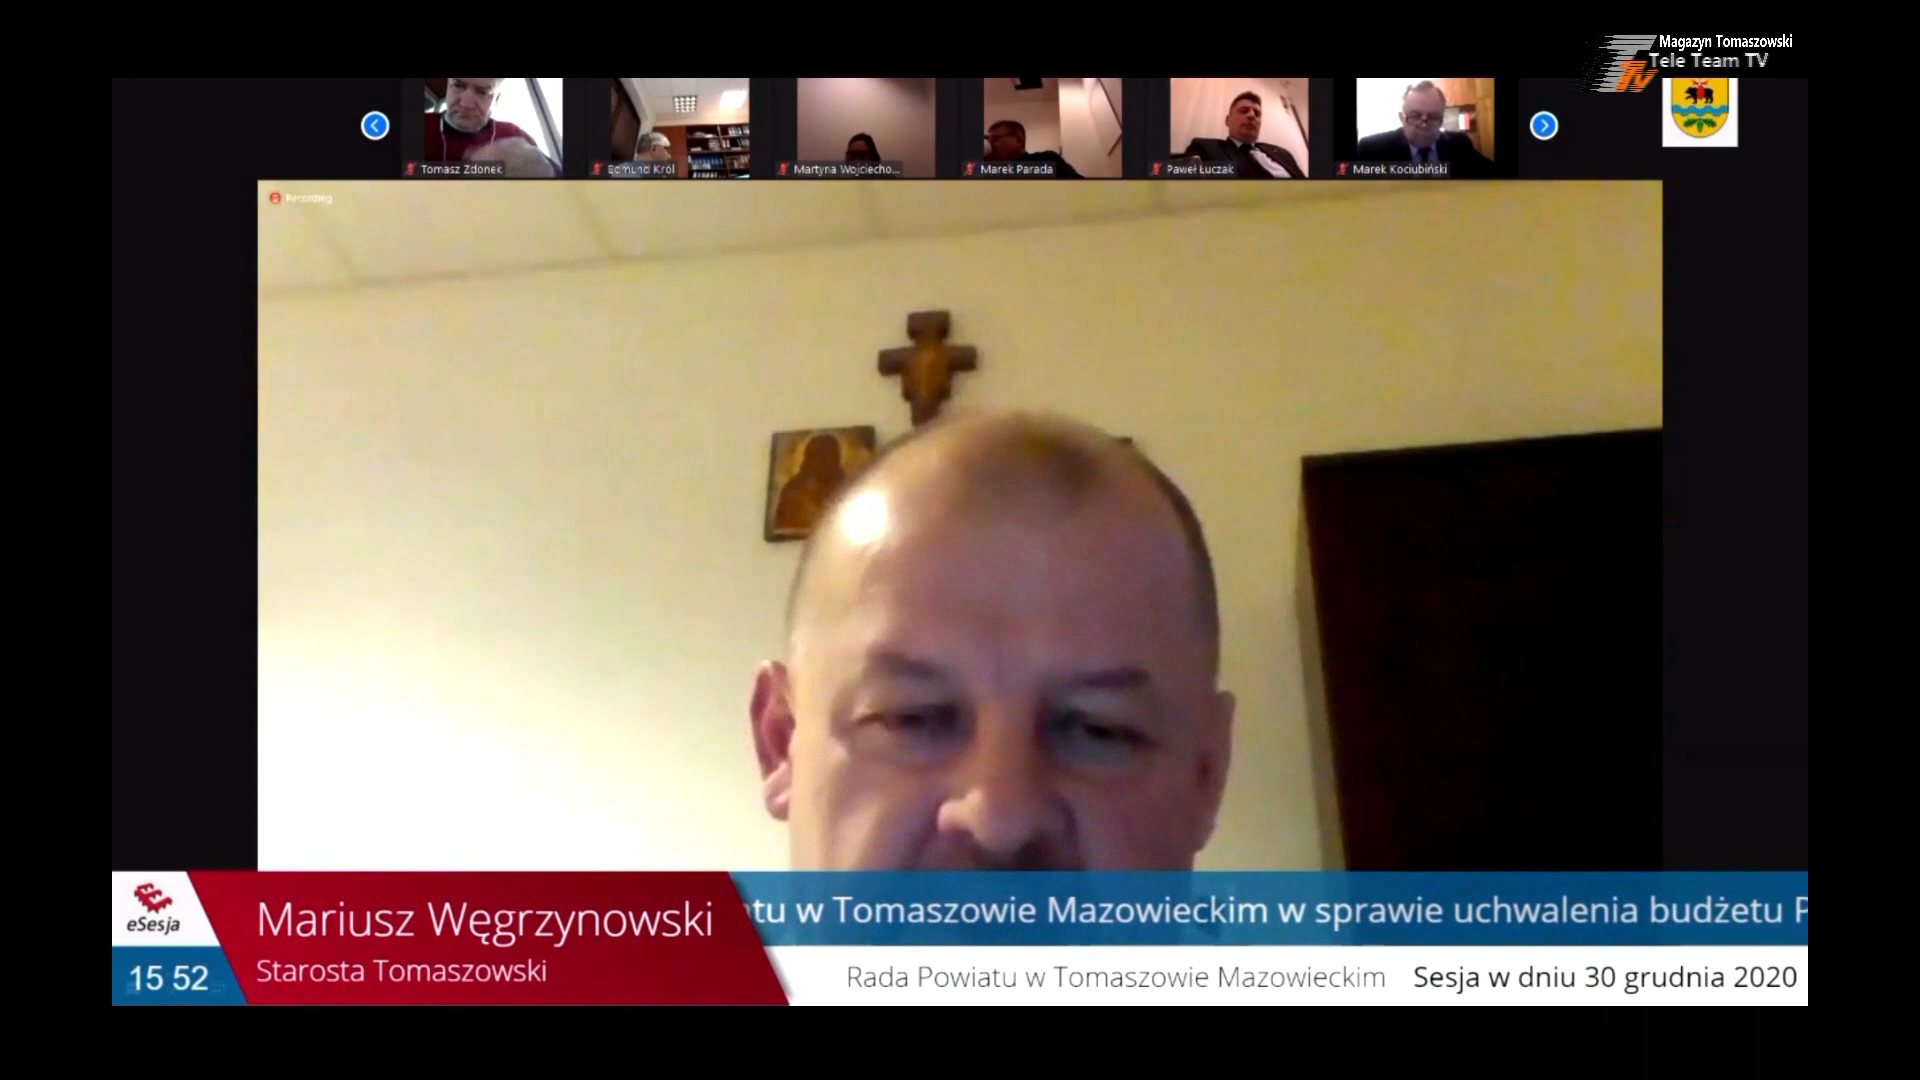 Magazyn Tomaszowski
Tele Team TV
Tomasz Zdonek
Edmund Król
Martyna Wojciecho...
Marek Parada
Paweł Łuczak
Marek Kociubiński
Recording
eSesja
Mariusz Węgrzynowski
tu w Tomaszowie Mazowieckim w sprawie uchwalenia budżetu P
15 52
Starosta Tomaszowski
Rada Powiatu w Tomaszowie Mazowieckim Sesja w dniu 30 grudnia 2020